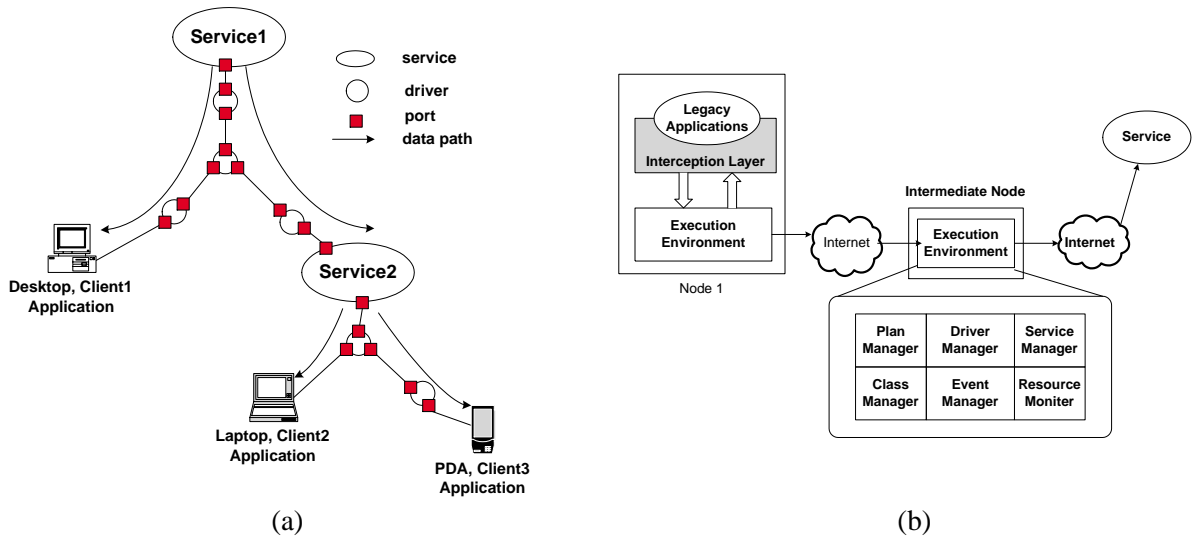 Service1
service
driver
port
data path
Desktop, Client1
Application
Service2
Laptop, Client2
Application
PDA, Client3
Application
(a)
Legacy
Applications
Interception Layer
Execution
Environment
Node 1
Internet
Intermediate Node
Execution
Environment
Internet
Service
Plan
Manager
Driver
Manager
Service
Manager
Class
Manager
Event
Manager
Resource
Moniter
(b)